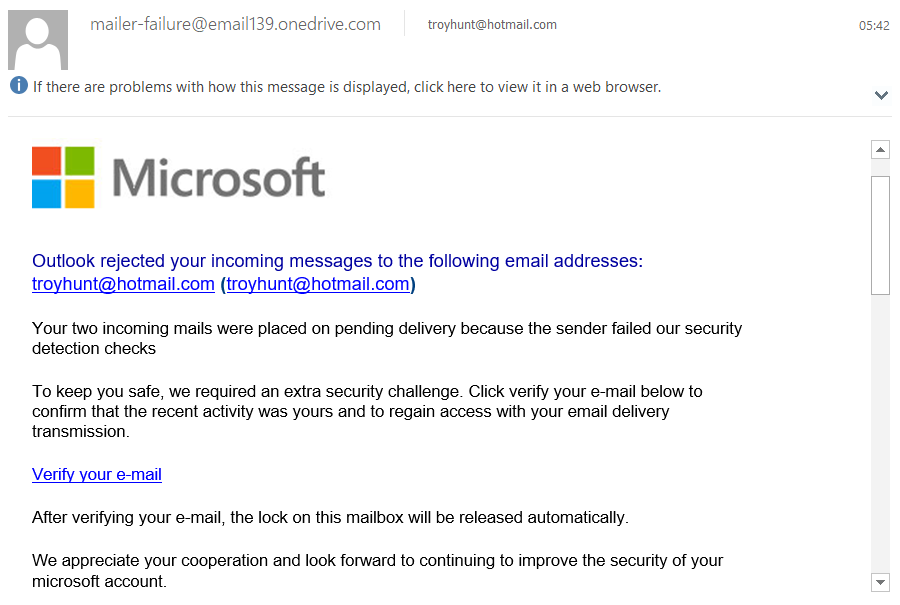 mailer-failure@email139.onedrive.com
troyhunt@hotmail.com
05:42
If there are problems with how this message is displayed, click here to view it in a web browser.
Microsoft
Outlook rejected your incoming messages to the following email addresses:
troyhunt@hotmail.com (troyhunt@hotmail.com)
Your two incoming mails were placed on pending delivery because the sender failed our security
detection checks
To keep you safe, we required an extra security challenge. Click verify your e-mail below to
confirm that the recent activity was yours and to regain access with your email delivery
transmission.
Verify your e-mail
After verifying your e-mail, the lock on this mailbox will be released automatically.
We appreciate your cooperation and look forward to continuing to improve the security of your
microsoft account.